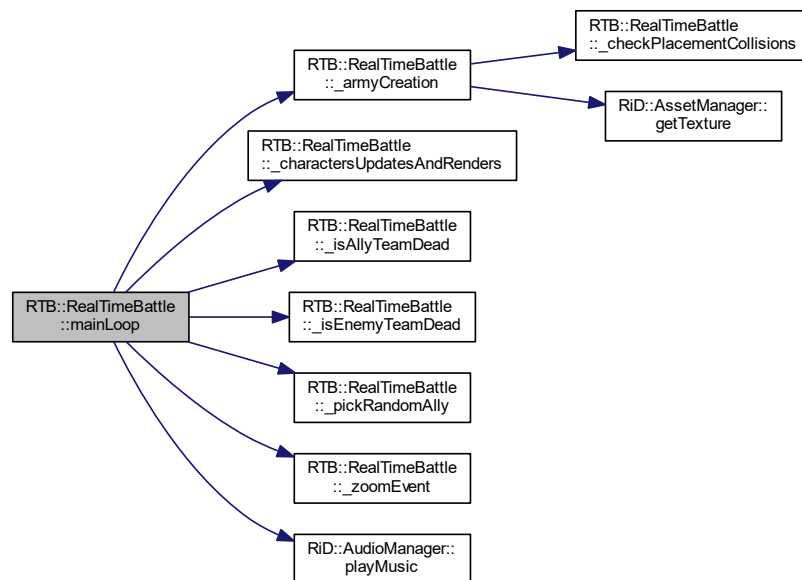 RTB::RealTimeBattle
::mainLoop
RTB::RealTimeBattle
::_armyCreation
RTB::RealTimeBattle
::_checkPlacementCollisions
RiD::AssetManager::
getTexture
RTB::RealTimeBattle
::_charactersUpdatesAndRenders
RTB::RealTimeBattle
::_isAllyTeamDead
RTB::RealTimeBattle
::_isEnemyTeamDead
RTB::RealTimeBattle
::_pickRandomAlly
RTB::RealTimeBattle
::_zoomEvent
RiD::AudioManager::
playMusic